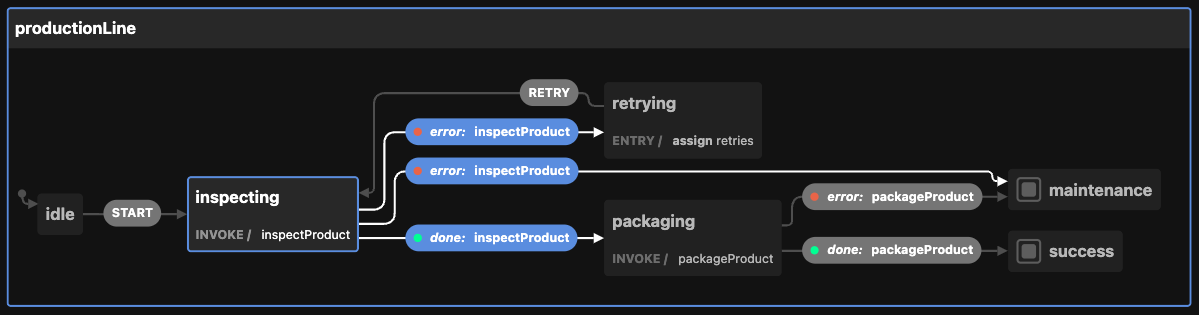 productionLine
RETRY
retrying
error: inspectProduct
ENTRY / assign retries
error: inspectProduct
inspecting
maintenance
error: packageProduct
idle
START
packaging
INVOKE / inspectProduct
done: inspectProduct
done: packageProduct
success
INVOKE / packageProduct